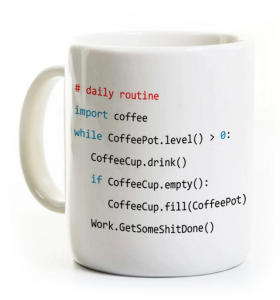 # daily routine
import coffee
while CoffeePot.level() > 0:
CoffeeCup.drink()
if CoffeeCup.empty():
CoffeeCup.fill(CoffeePot)
Work.GetSomeShitDone()